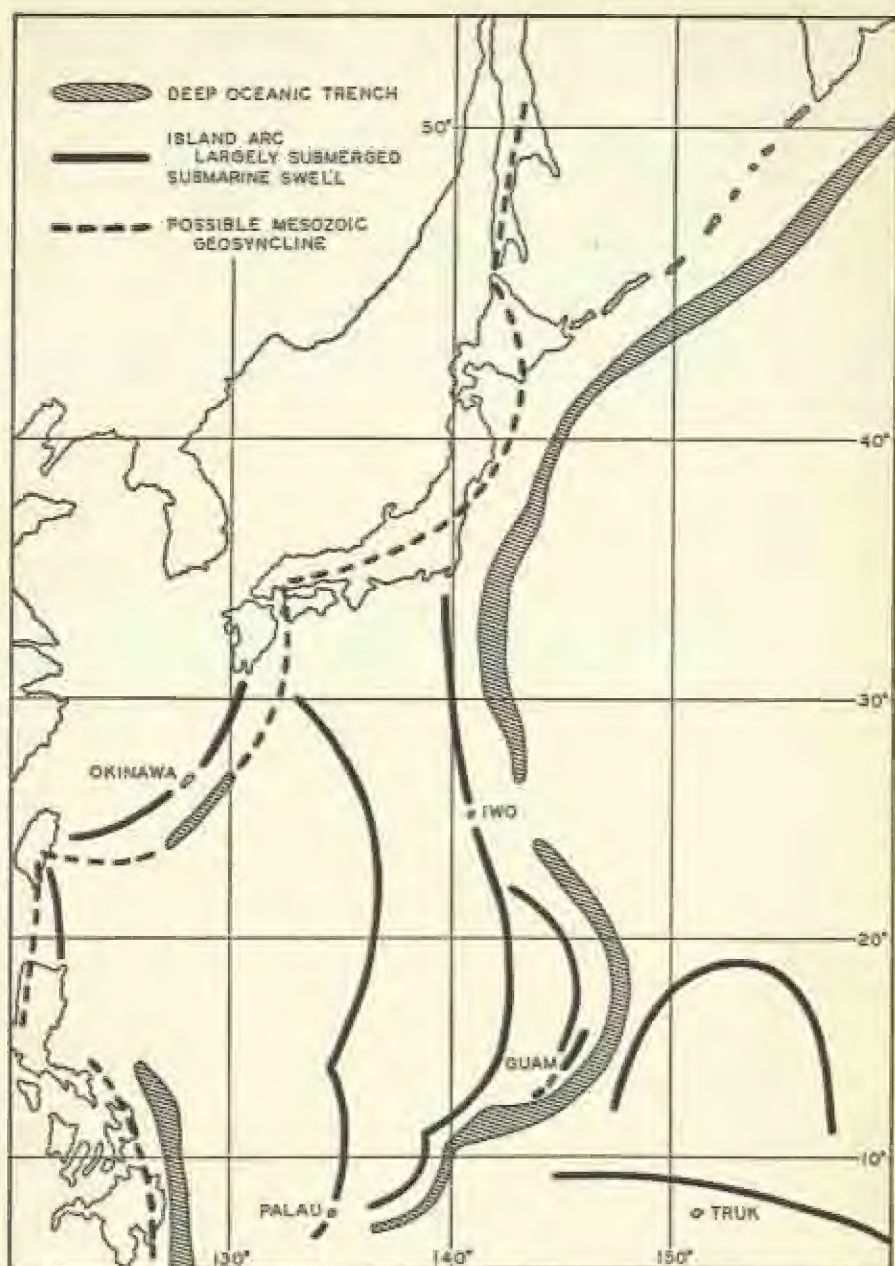 DEEP OCEANIC TRENCH
ISLAND ARC
LARGELY SUBMERGED
SUBMARINE SWELL
POSSIBLE MESOZOIC
GEOSYNCLINE
50°
40°
30°
OKINAWA
IWO
20°
GUAM
10°
PALAU
TRUK
130°
140°
150°